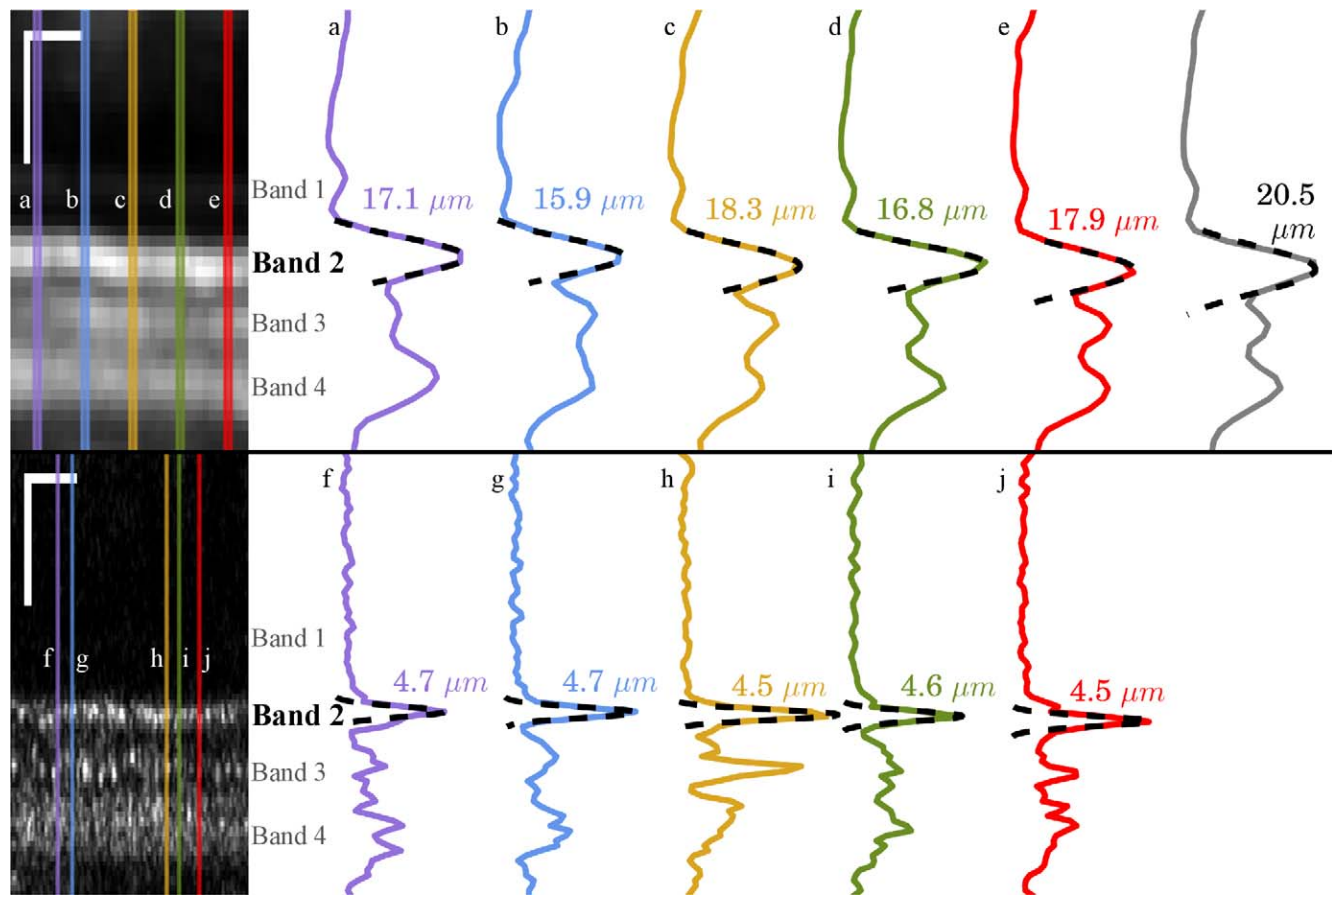 a b c d e
Band 1 17.1 μm 15.9 μm 18.3 μm 16.8 μm 17.9 μm 20.5
μm
a b c d e
Band 2
Band 3
Band 4
f g h i j
Band 1
f g h i j
4.7 μm 4.7 μm 4.5 μm 4.6 μm 4.5 μm
Band 2
Band 3
Band 4